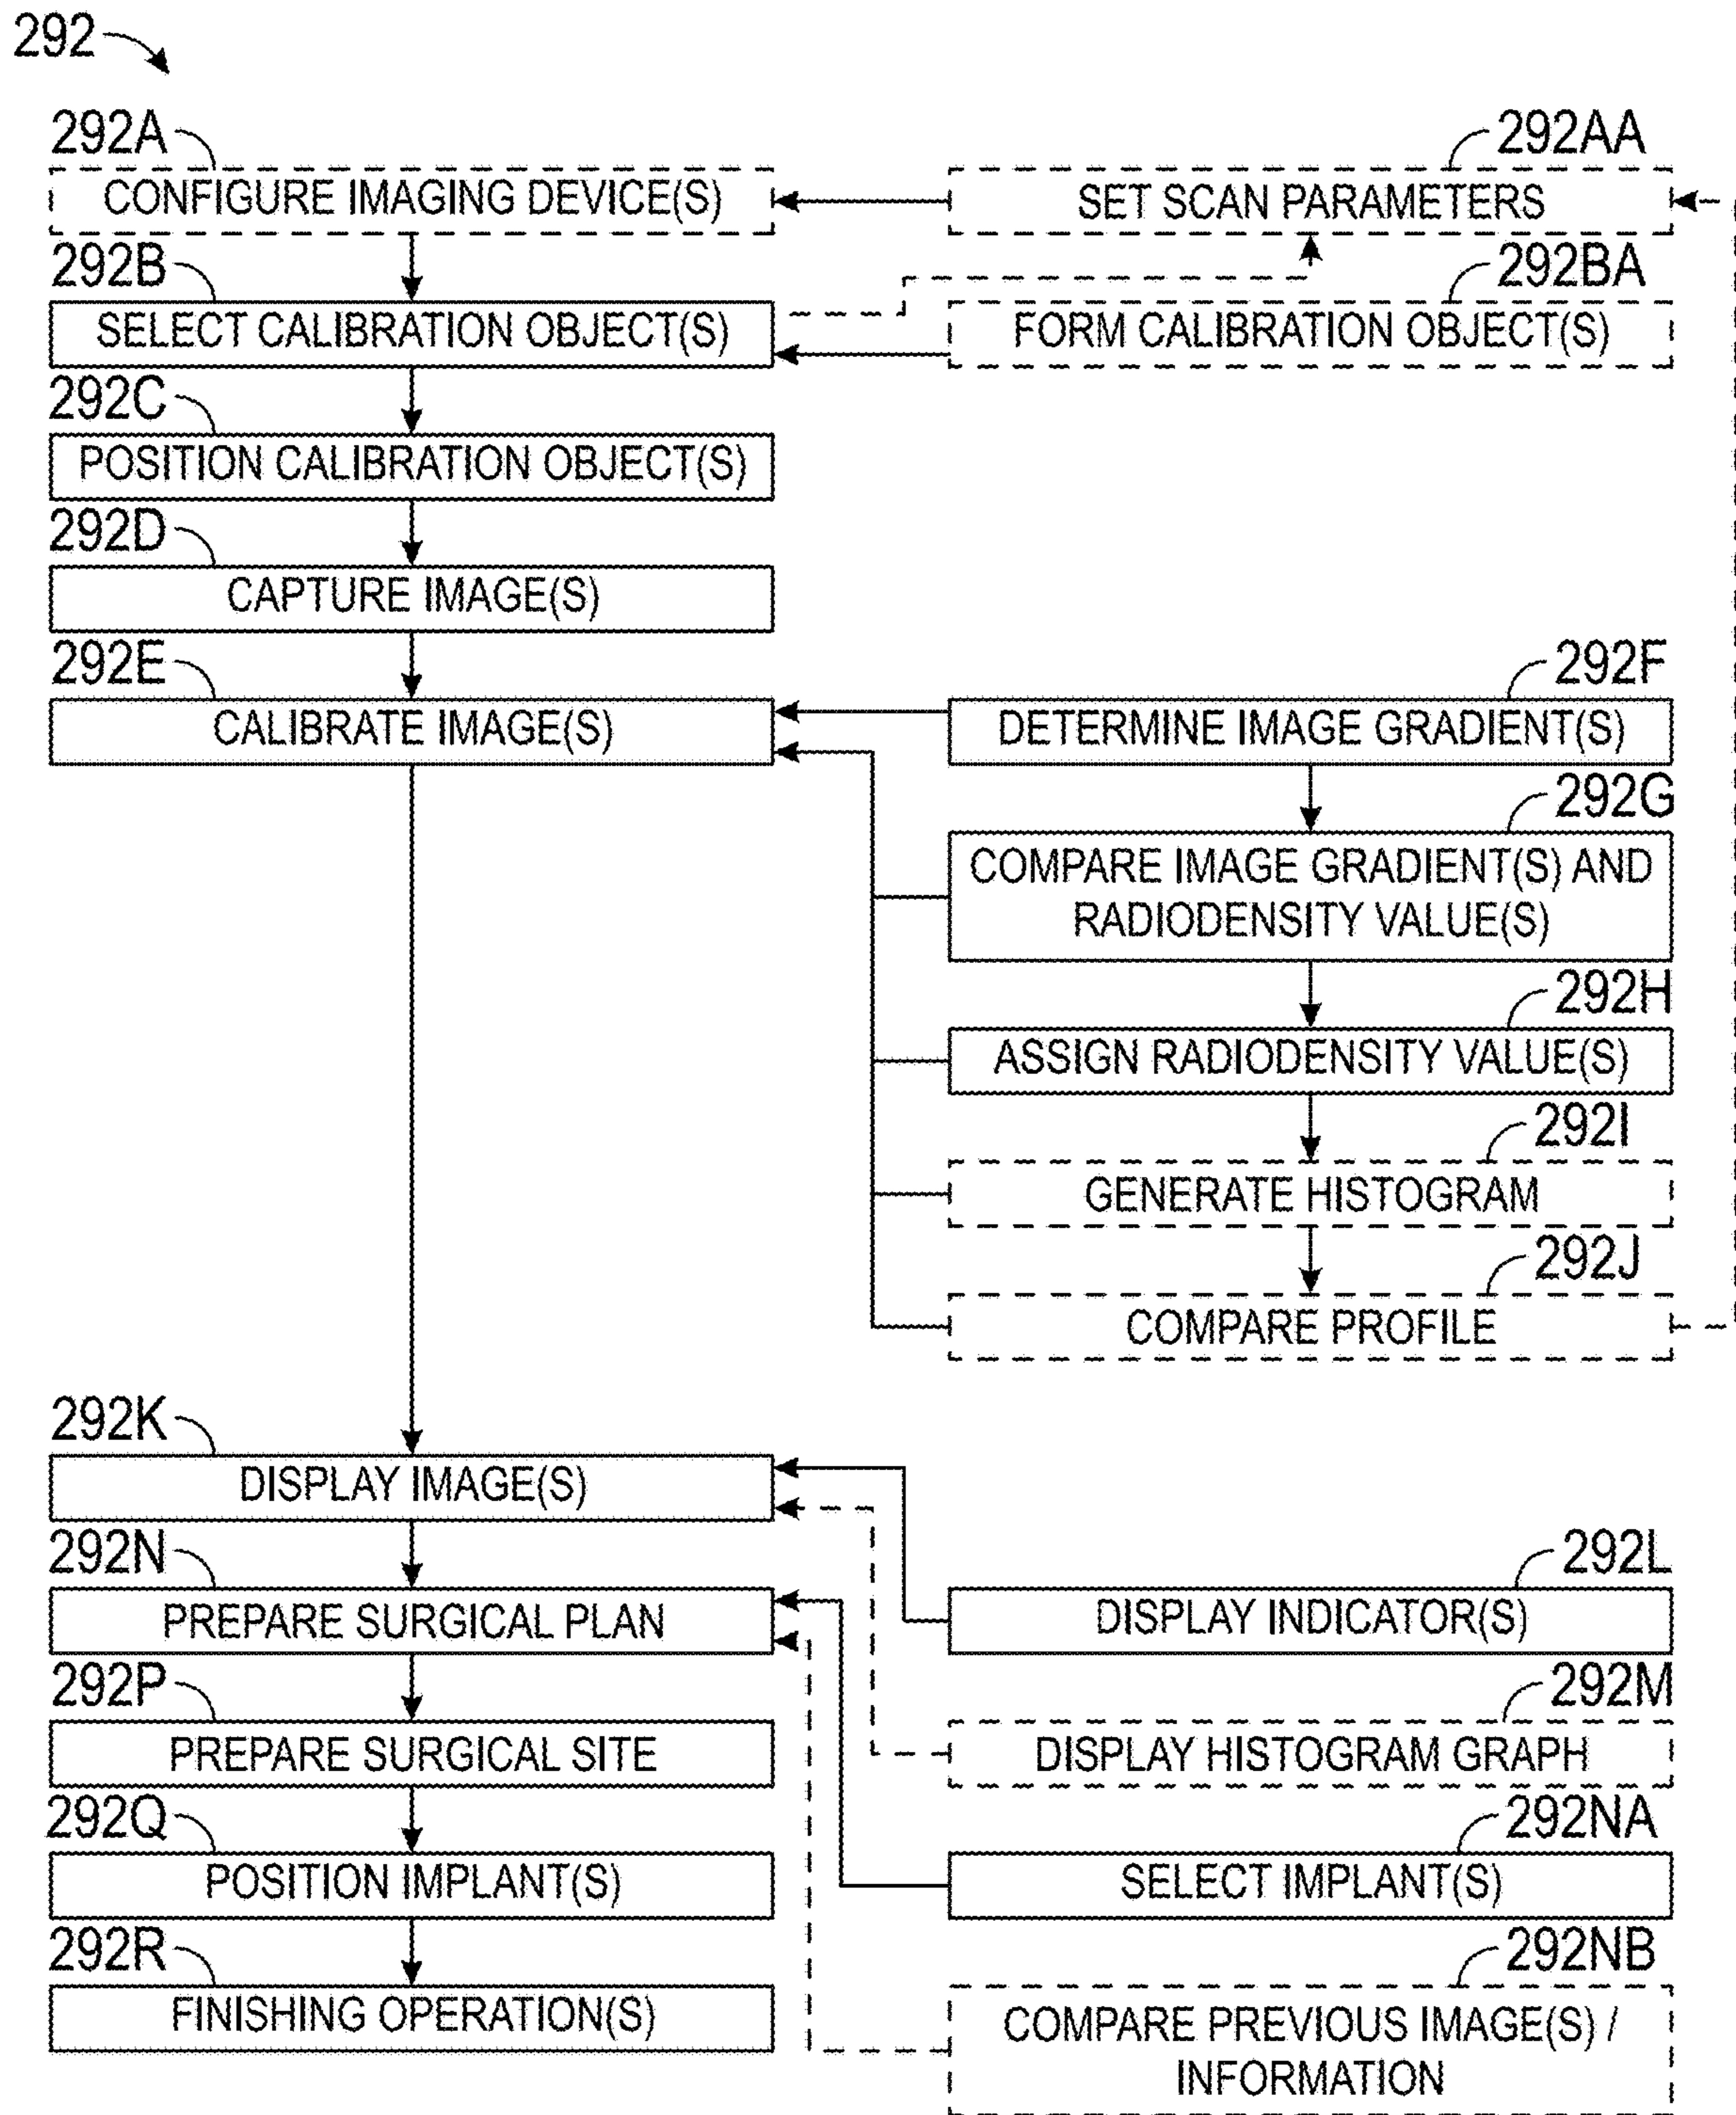 292
292A
292AA
CONFIGURE IMAGING DEVICE(S)
SET SCAN PARAMETERS
292B
292BA
SELECT CALIBRATION OBJECT(S)
FORM CALIBRATION OBJECT(S)
292C
POSITION CALIBRATION OBJECT(S)
292D
CAPTURE IMAGE(S)
292E
292F
CALIBRATE IMAGE(S)
DETERMINE IMAGE GRADIENT(S)
292G
COMPARE IMAGE GRADIENT(S) AND
RADIODENSITY VALUE(S)
292H
ASSIGN RADIODENSITY VALUE(S)
292I
GENERATE HISTOGRAM
292J
COMPARE PROFILE
292K
DISPLAY IMAGE(S)
292N
292L
PREPARE SURGICAL PLAN
DISPLAY INDICATOR(S)
292P
292M
PREPARE SURGICAL SITE
DISPLAY HISTOGRAM GRAPH
292Q
292NA
POSITION IMPLANT(S)
SELECT IMPLANT(S)
292R
292NB
FINISHING OPERATION(S)
COMPARE PREVIOUS IMAGE(S) /
INFORMATION